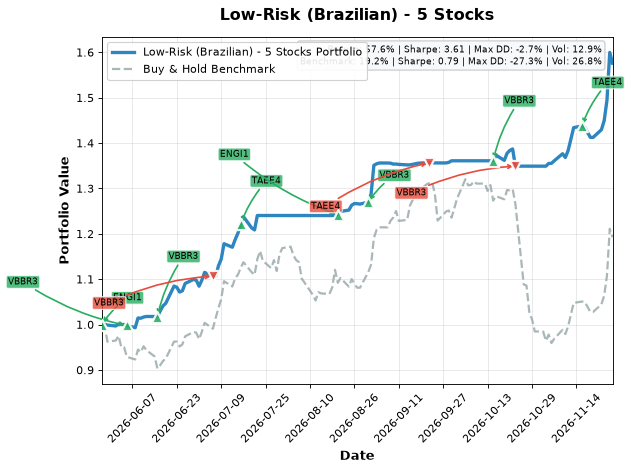 Low-Risk (Brazilian) - 5 Stocks
Low-Risk (Brazilian) - 5 Stocks Portfolio
Buy & Hold Benchmark
57.6% | Sharpe: 3.61 | Max DD: -2.7% | Vol: 12.9%
9.2% | Sharpe: 0.79 | Max DD: -27.3% | Vol: 26.8%
TAEE4
VBBR3
ENGI1
TAEE4
VBBR3
TAEE4
VBBR3
VBBR3
VBBR3
ENGI1
VBBR3
1.6
1.5
1.4
1.3
1.2
1.1
1.0
0.9
Portfolio Value
2026-06-07
2026-06-23
2026-07-09
2026-07-25
2026-08-10
2026-08-26
2026-09-11
2026-09-27
2026-10-13
2026-10-29
2026-11-14
Date